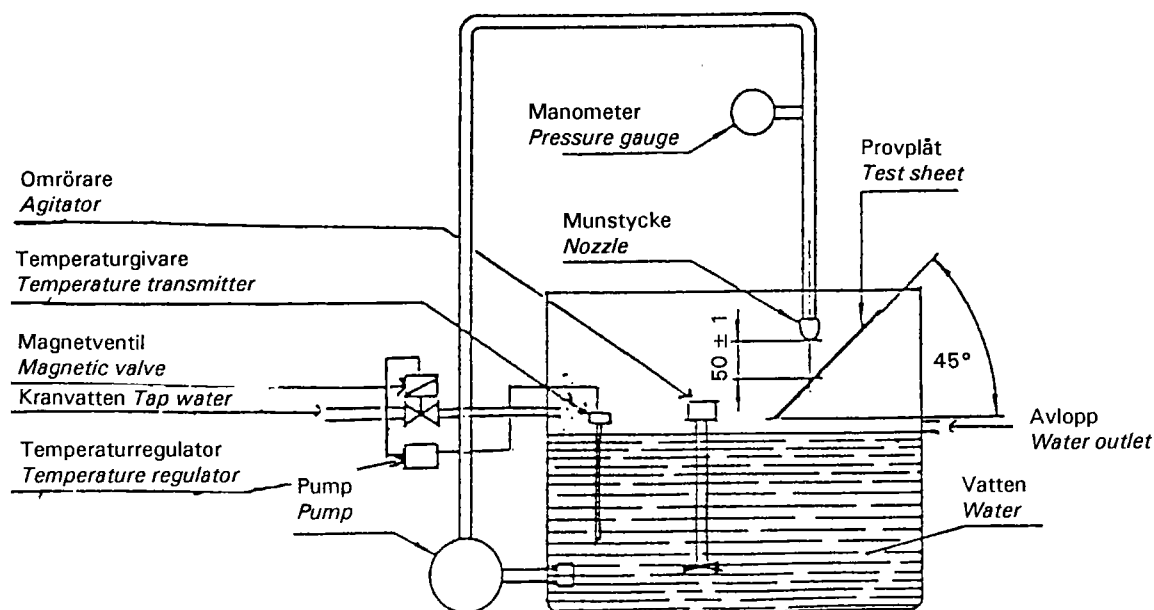 Manometer
Pressure gauge
Provplåt
Test sheet
Omrörare
Agitator
Munstycke
Nozzle
Temperaturgivare
Temperature transmitter
50 ± 1
45°
Magnetventil
Magnetic valve
Kranvatten Tap water
Avlopp
Water outlet
Temperaturregulator
Temperature regulator
Pump
Pump
Vatten
Water